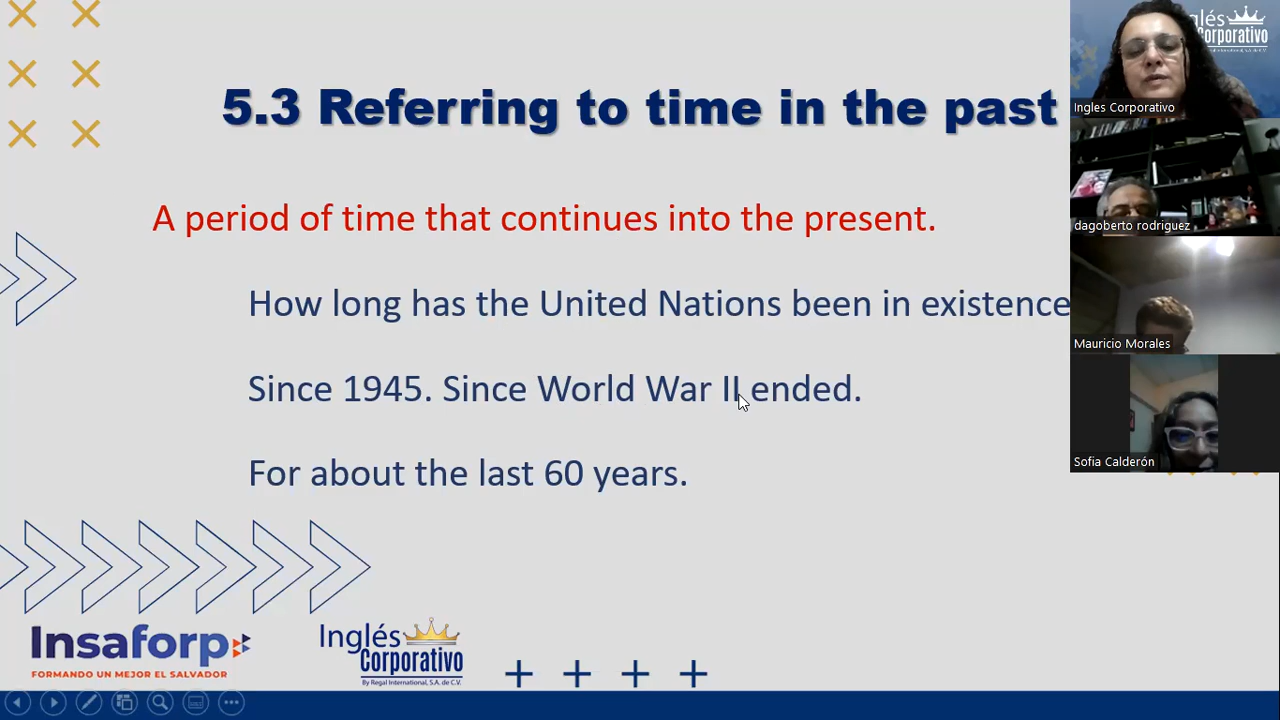 5.3 Referring to time in the past
A period of time that continues into the present.
How long has the United Nations been in existence
Since 1945. Since World War II ended.
For about the last 60 years.
Insaforp
FORMANDO UN MEJOR EL SALVADOR
Inglés
Corporativo
By Regal International, S.A. de C.V.
glés
Corporativo
Ingles Corporativo
dagoberto rodriguez
Mauricio Morales
Sofia Calderón